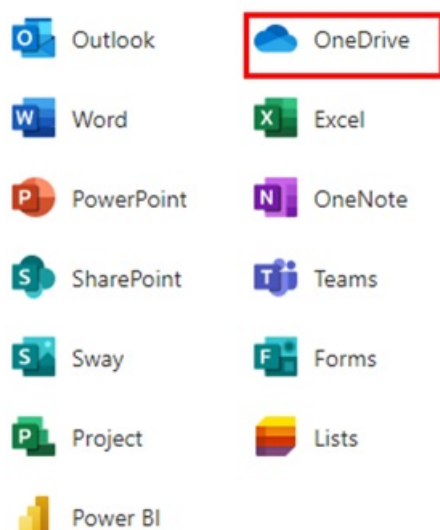 Outlook OneDrive
Word Excel
PowerPoint OneNote
SharePoint Teams
Sway Forms
Project Lists
Power BI